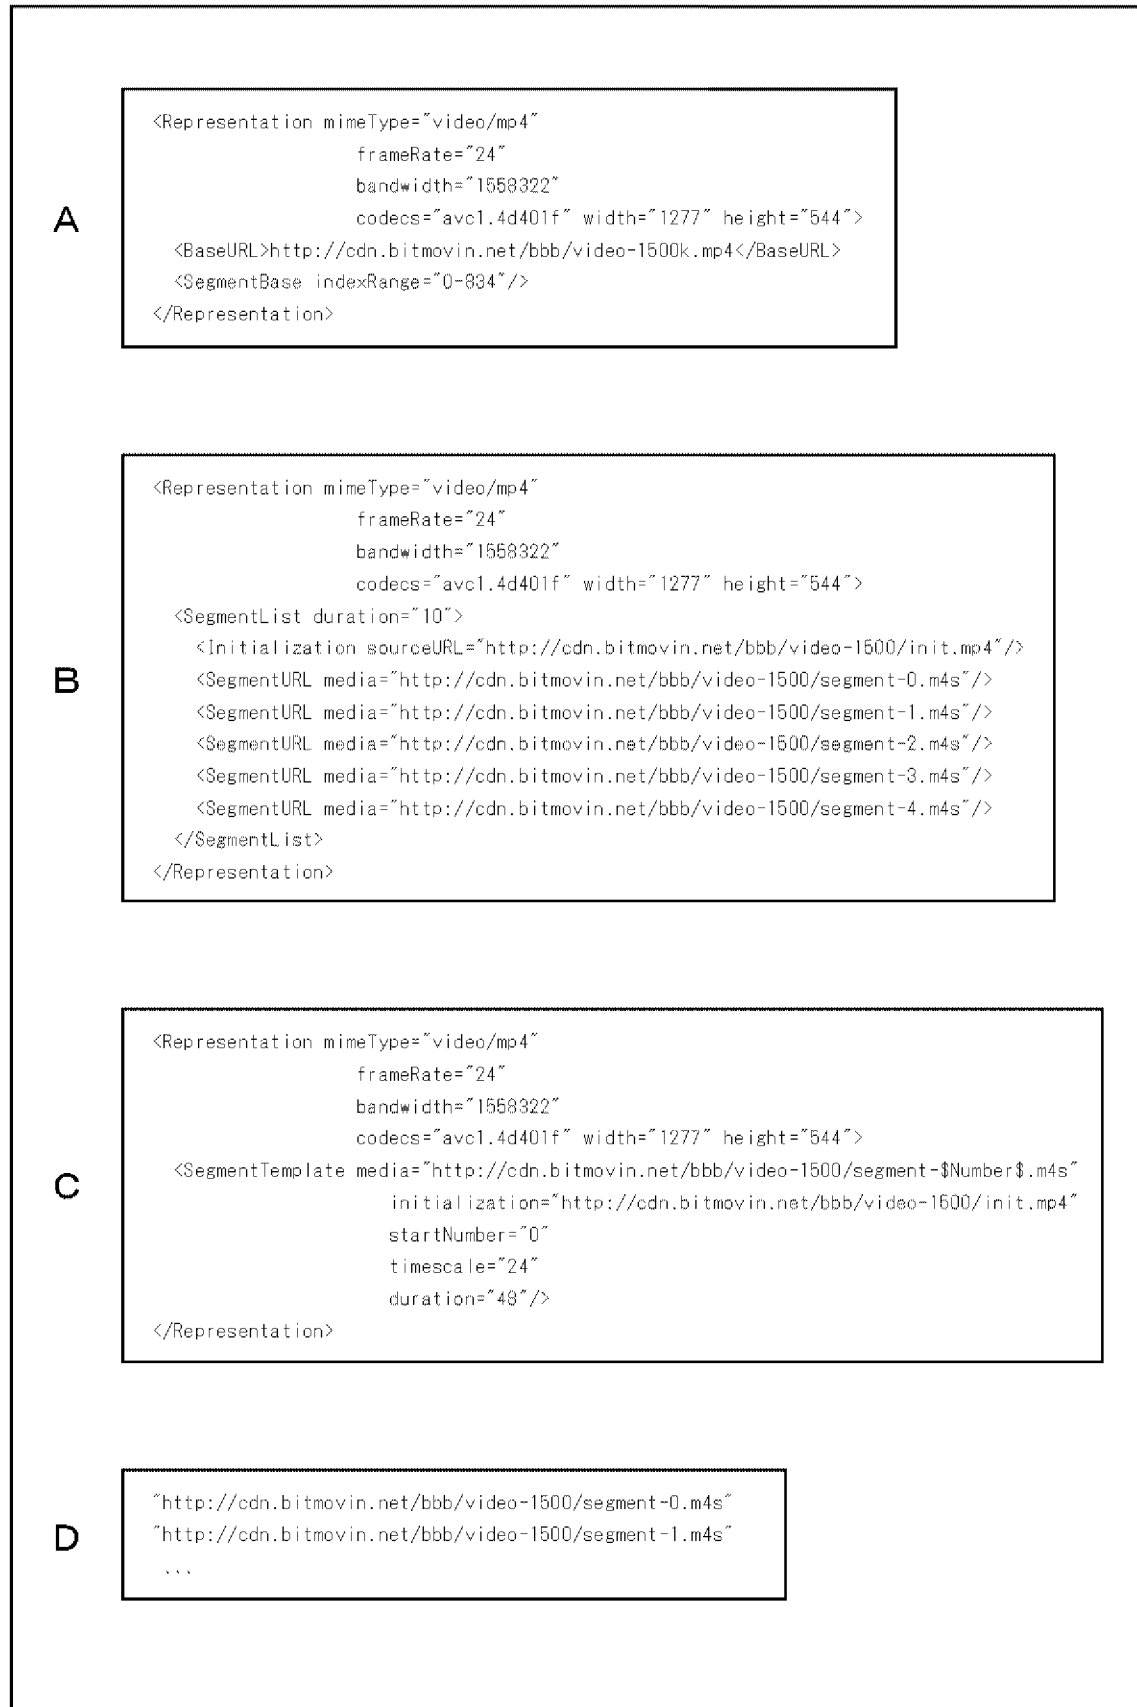 A
<Representation mimeType="video/mp4"
frameRate="24"
bandwidth="1558322"
codecs="avc1.4d401f" width="1277" height="544">
<BaseURL>http://cdn.bitmovin.net/bbb/video-1500k.mp4</BaseURL>
<SegmentBase indexRange="0-834"/>
</Representation>
B
<Representation mimeType="video/mp4"
frameRate="24"
bandwidth="1558322"
codecs="avc1.4d401f" width="1277" height="544">
<SegmentList duration="10">
<Initialization sourceURL="http://cdn.bitmovin.net/bbb/video-1500/init.mp4"/>
<SegmentURL media="http://cdn.bitmovin.net/bbb/video-1500/segment-0.m4s"/>
<SegmentURL media="http://cdn.bitmovin.net/bbb/video-1500/segment-1.m4s"/>
<SegmentURL media="http://cdn.bitmovin.net/bbb/video-1500/segment-2.m4s"/>
<SegmentURL media="http://cdn.bitmovin.net/bbb/video-1500/segment-3.m4s"/>
<SegmentURL media="http://cdn.bitmovin.net/bbb/video-1500/segment-4.m4s"/>
</SegmentList>
</Representation>
C
<Representation mimeType="video/mp4"
frameRate="24"
bandwidth="1558322"
codecs="avc1.4d401f" width="1277" height="544">
<SegmentTemplate media="http://cdn.bitmovin.net/bbb/video-1500/segment-$Number$.m4s"
initialization="http://cdn.bitmovin.net/bbb/video-1500/init.mp4"
startNumber="0"
timescale="24"
duration="48"/>
</Representation>
D
"http://cdn.bitmovin.net/bbb/video-1500/segment-0.m4s"
"http://cdn.bitmovin.net/bbb/video-1500/segment-1.m4s"
...